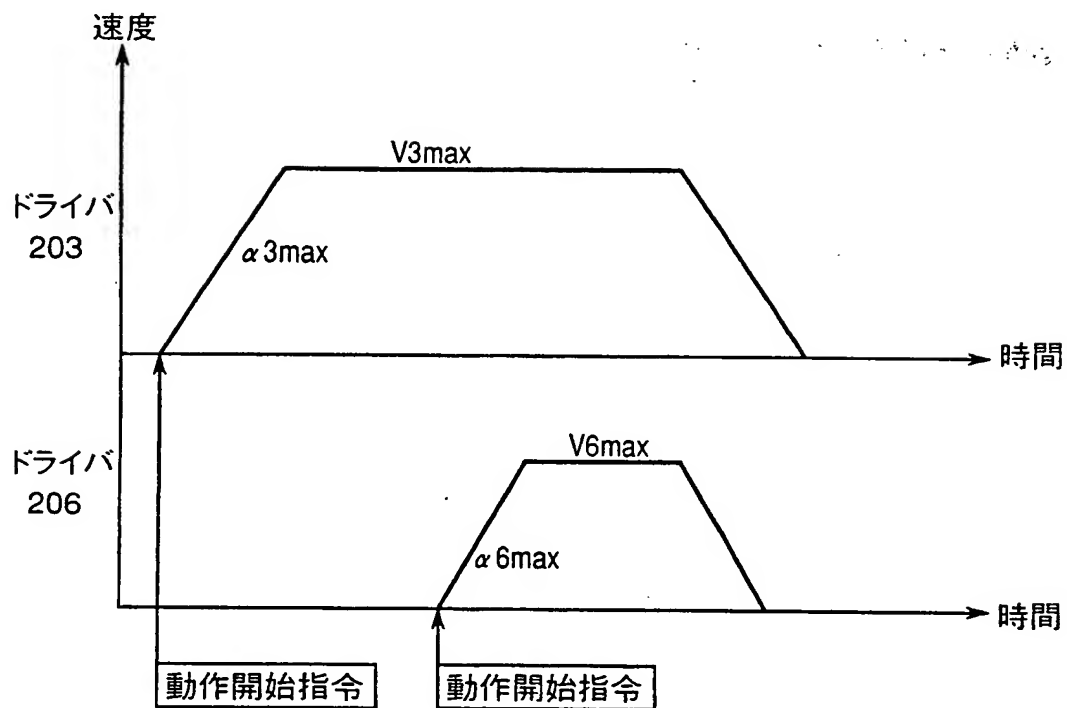 速度
V3max
ドライバ
203
α3max
時間
V6max
ドライバ
206
α6max
時間
動作開始指令
動作開始指令